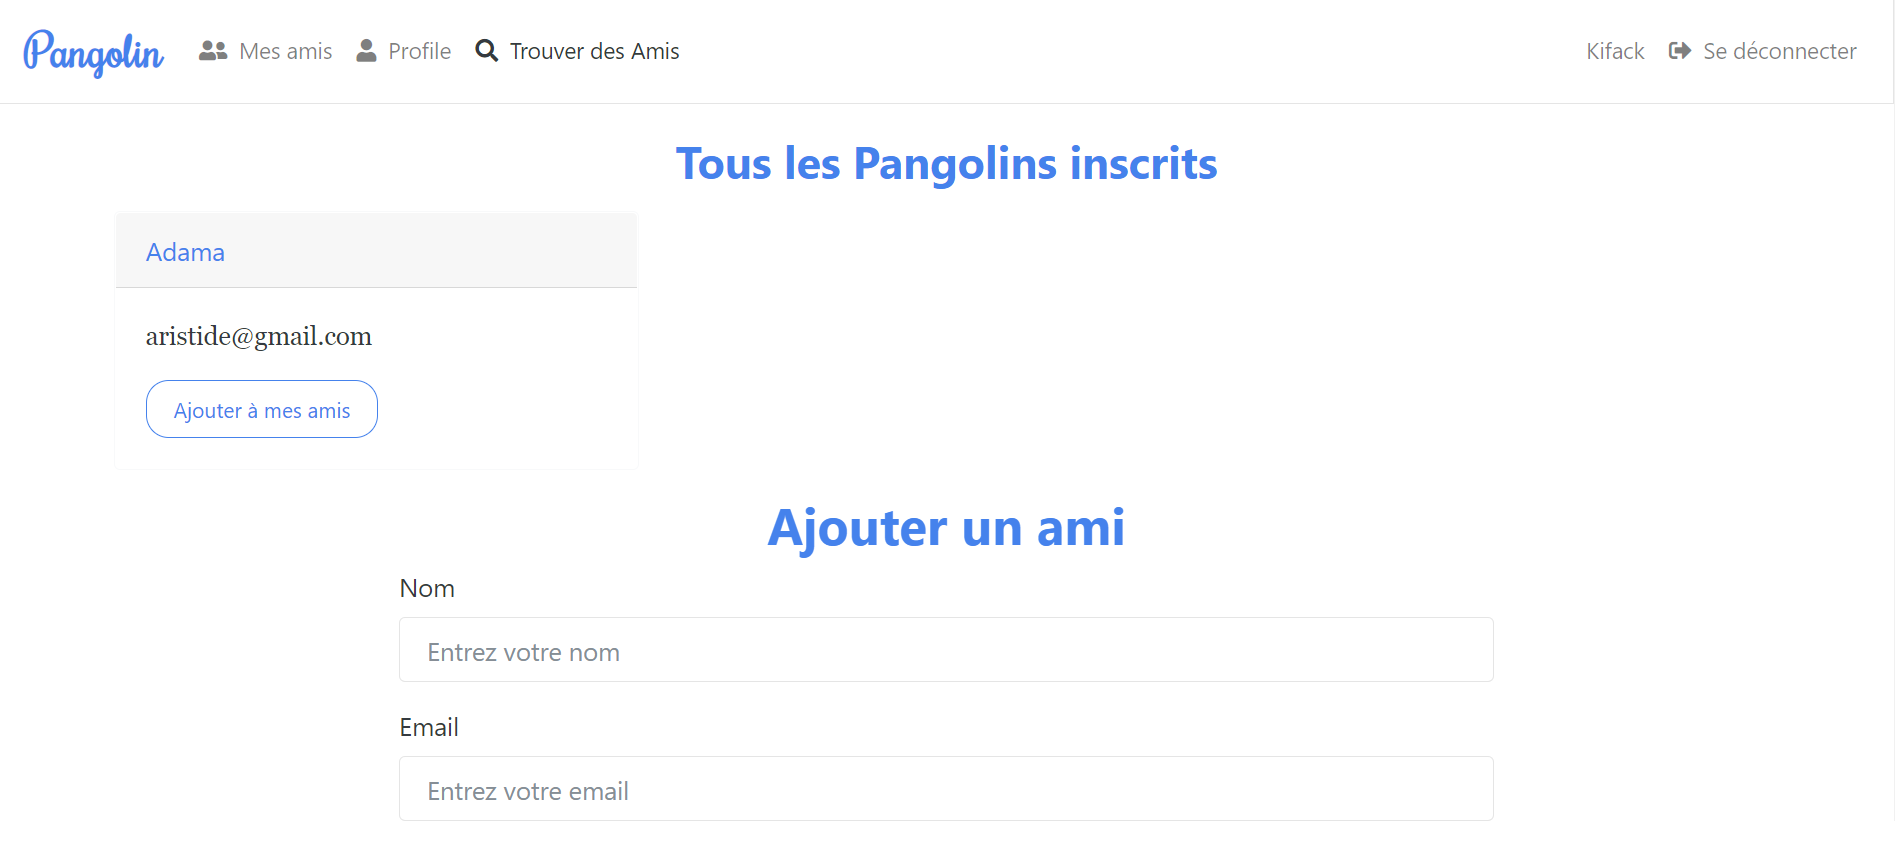 Pangolin Mes amis Profile Trouver des Amis Kifack Se déconnecter
Tous les Pangolins inscrits
Adama
aristide@gmail.com
Ajouter à mes amis
Ajouter un ami
Nom
Entrez votre nom
Email
Entrez votre email